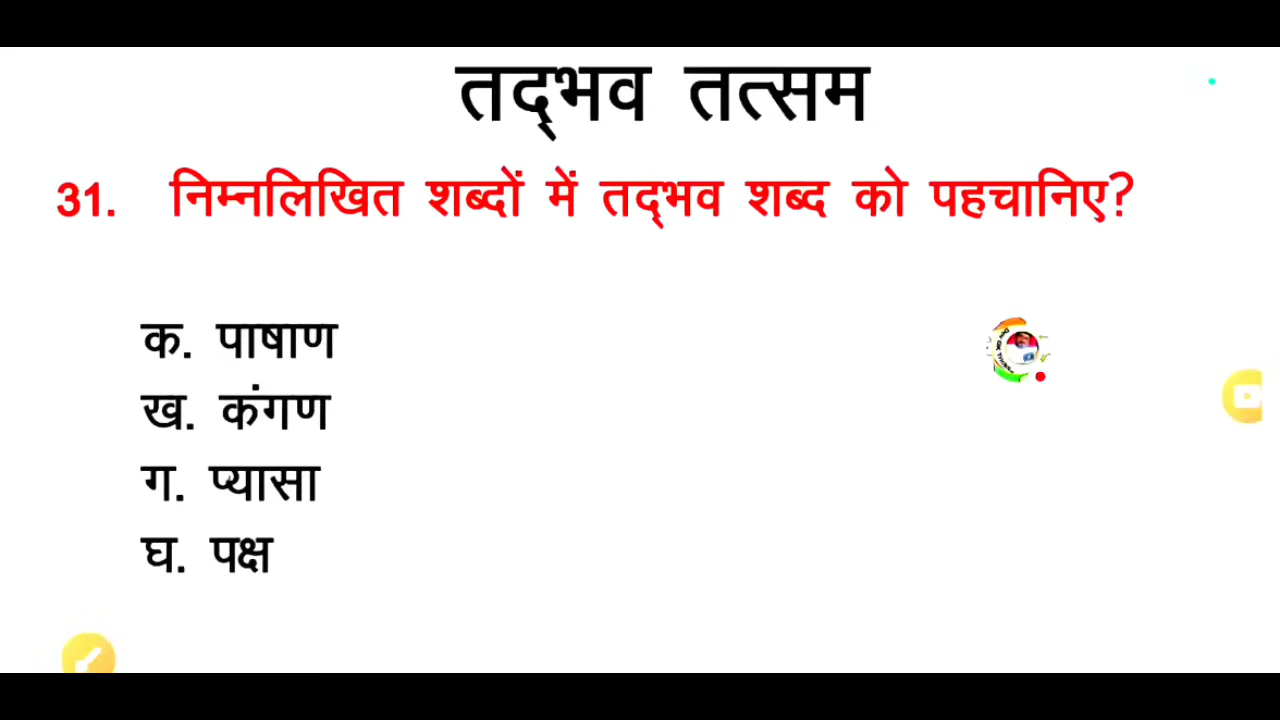 तद्‌भव तत्सम
31. निम्नलिखित शब्दों में तद्‌भव शब्द को पहचानिए?
क. पाषाण
ख. कंगण
ग. प्यासा
घ. पक्ष